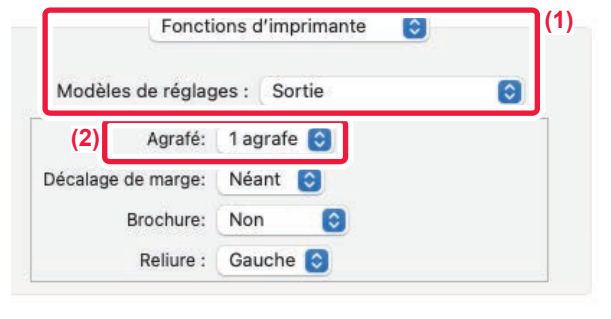 Fonctions d'imprimante (1)
Modèles de réglages : Sortie
(2) Agrafé: 1 agrafe
Décalage de marge: Néant
Brochure: Non
Reliure : Gauche